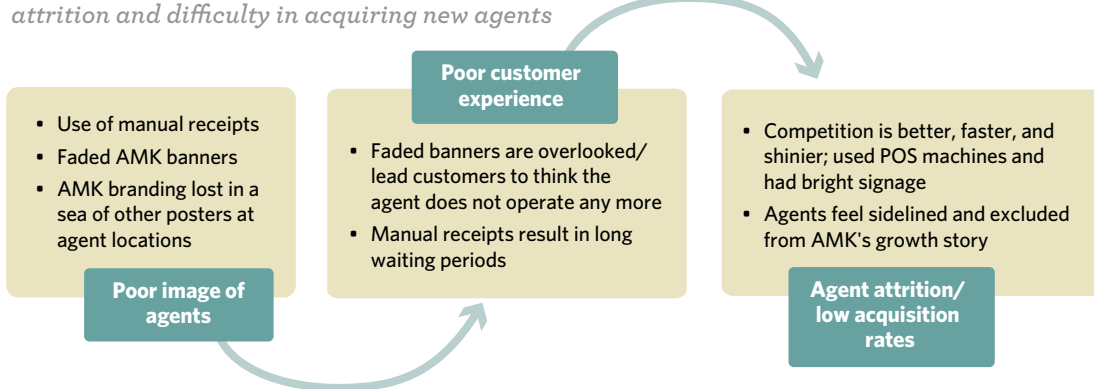 attrition and difficulty in acquiring new agents
• Use of manual receipts
• Faded AMK banners
• AMK branding lost in a
sea of other posters at
agent locations
Poor image of
agents
Poor customer
experience
• Faded banners are overlooked/
lead customers to think the
agent does not operate any more
• Manual receipts result in long
waiting periods
• Competition is better, faster, and
shinier; used POS machines and
had bright signage
• Agents feel sidelined and excluded
from AMK's growth story
Agent attrition/
low acquisition
rates